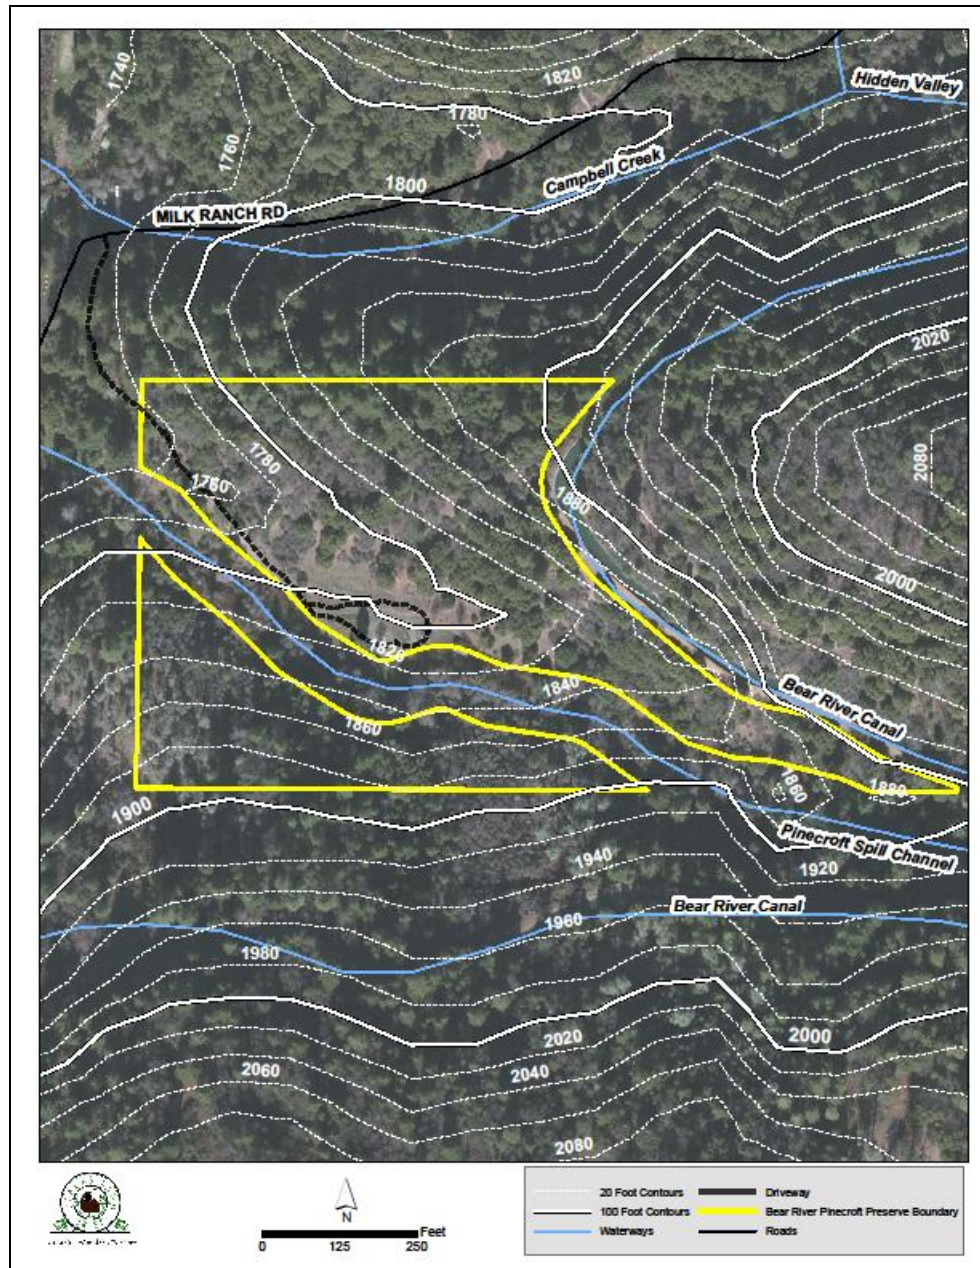 1740
1820
Hidden Valley
1780
1760
Campbell Creek
1800
MILK RANCH RD
2020
1780
2080
1760
1880
2000
1820
1840
Bear River Canal
1860
1860
1880
1900
Pinecroft Spill Channel
1940
1920
Bear River Canal
1960
1980
2000
2020
2060
2040
2080
N
Feet
0 125 250
20 Foot Contours
100 Foot Contours
Waterways
Driveway
Bear River Pinecroft Preserve Boundary
Roads